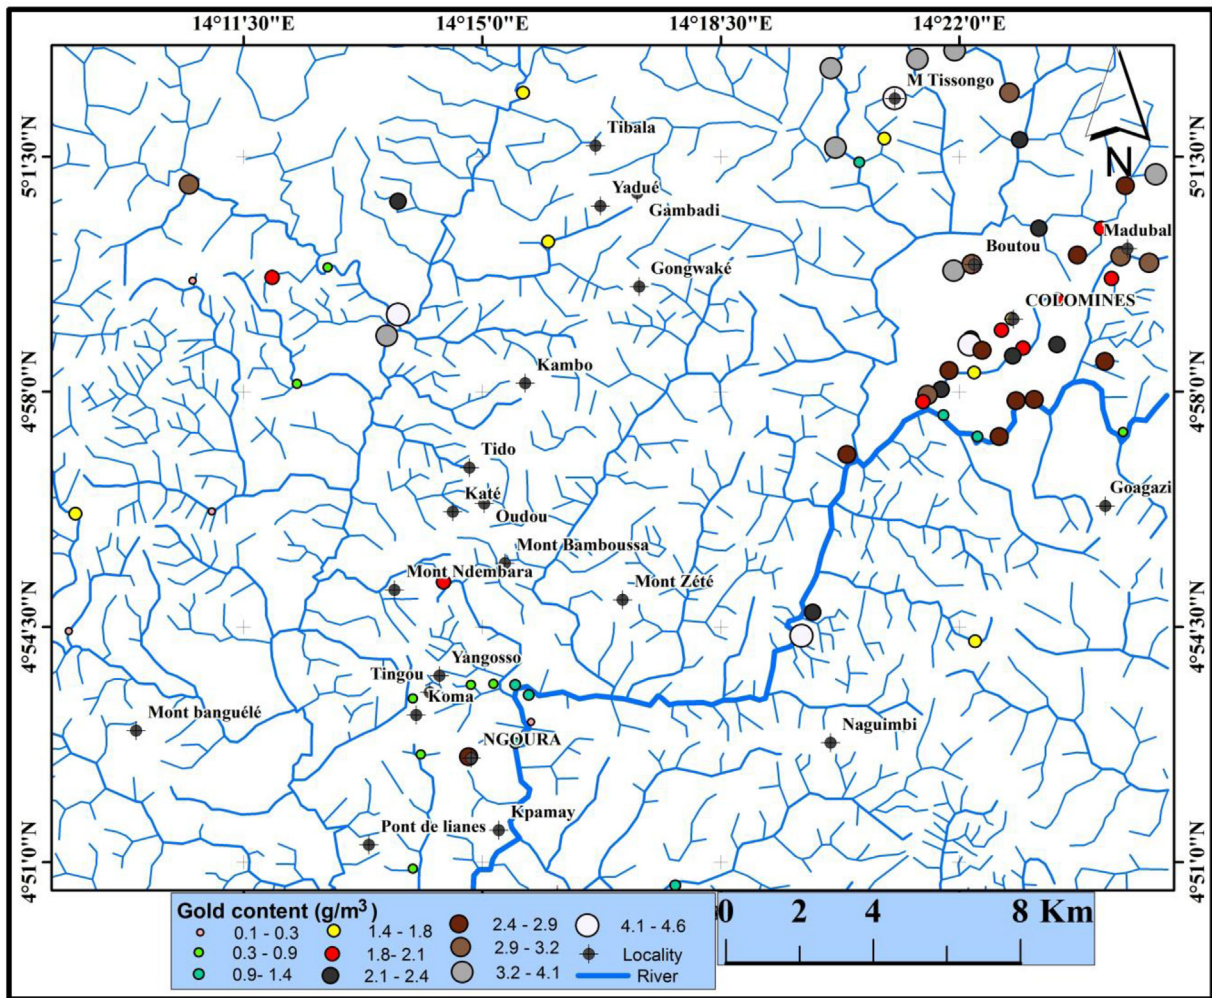 14°11'30"E 14°15'0"E 14°18'30"E 14°22'0"E
M Tissongo
Tibala
5°1'30"N 5°1'30"N
N
Yadué
Gambadi
Madubal
Boutou
Gongwaké
COLOMINES
Kambo
4°58'0"N 4°58'0"N
Tido
Katé
Oudou
Goagazi
Mont Bamboussa
Mont Ndembara
Mont Zété
4°54'30"N 4°54'30"N
Yangosso
Tingou
Koma
Mont banguélé
Naguimbi
NGOURA
Kpamay
Pont de lianes
4°51'0"N 4°51'0"N
Gold content (g/m³)
0.1 - 0.3
0.3 - 0.9
0.9- 1.4
1.4 - 1.8
1.8- 2.1
2.1 - 2.4
2.4 - 2.9
2.9 - 3.2
3.2 - 4.1
4.1 - 4.6
Locality
River
0 2 4 8 Km